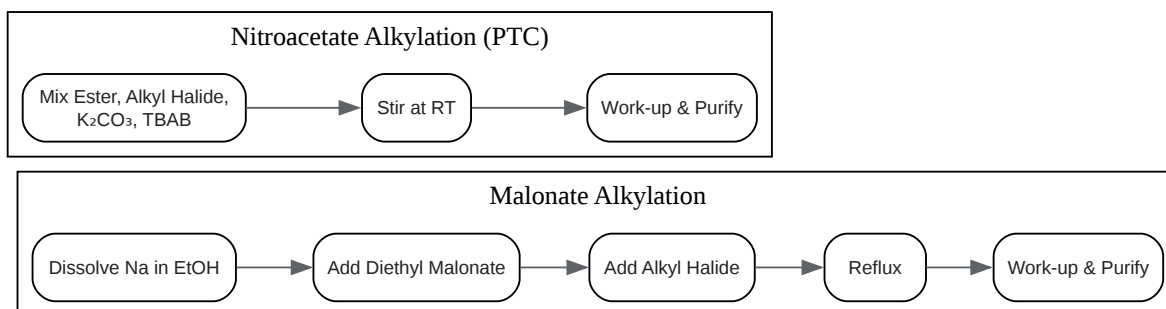 Nitroacetate Alkylation (PTC)
Mix Ester, Alkyl Halide,
K₂CO₃, TBAB
Stir at RT
Work-up & Purify
Malonate Alkylation
Dissolve Na in EtOH
Add Diethyl Malonate
Add Alkyl Halide
Reflux
Work-up & Purify